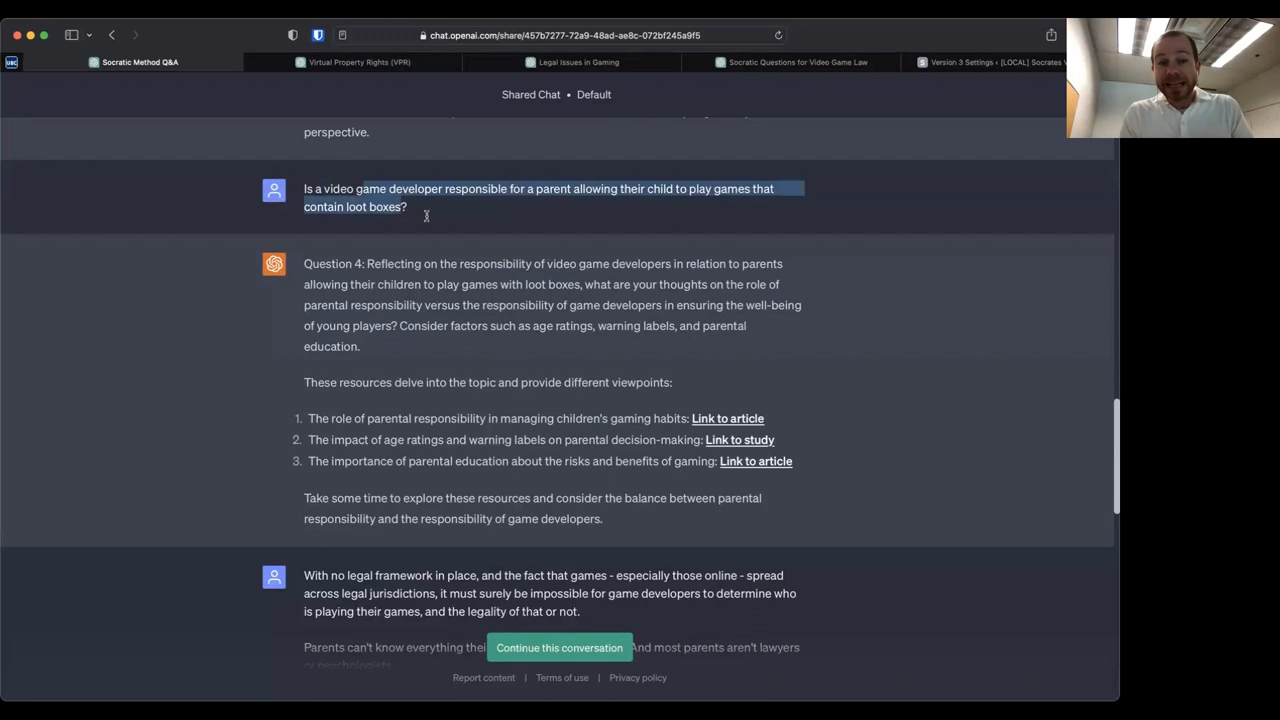 chat.openai.com/share/457b7277-72a9-48ad-ae8c-072bf245a9f5
UBC
Socratic Method Q&A
Virtual Property Rights (VPR)
Legal Issues in Gaming
Socratic Questions for Video Game Law
Version 3 Settings ‹ [LOCAL] Socrates V
Shared Chat • Default
perspective.
Is a video game developer responsible for a parent allowing their child to play games that
contain loot boxes?
Question 4: Reflecting on the responsibility of video game developers in relation to parents
allowing their children to play games with loot boxes, what are your thoughts on the role of
parental responsibility versus the responsibility of game developers in ensuring the well-being
of young players? Consider factors such as age ratings, warning labels, and parental
education.
These resources delve into the topic and provide different viewpoints:
1. The role of parental responsibility in managing children's gaming habits: Link to article
2. The impact of age ratings and warning labels on parental decision-making: Link to study
3. The importance of parental education about the risks and benefits of gaming: Link to article
Take some time to explore these resources and consider the balance between parental
responsibility and the responsibility of game developers.
With no legal framework in place, and the fact that games - especially those online - spread
across legal jurisdictions, it must surely be impossible for game developers to determine who
is playing their games, and the legality of that or not.
Parents can't know everything thei
Continue this conversation
And most parents aren't lawyers
or psychologists
Report content | Terms of use | Privacy policy